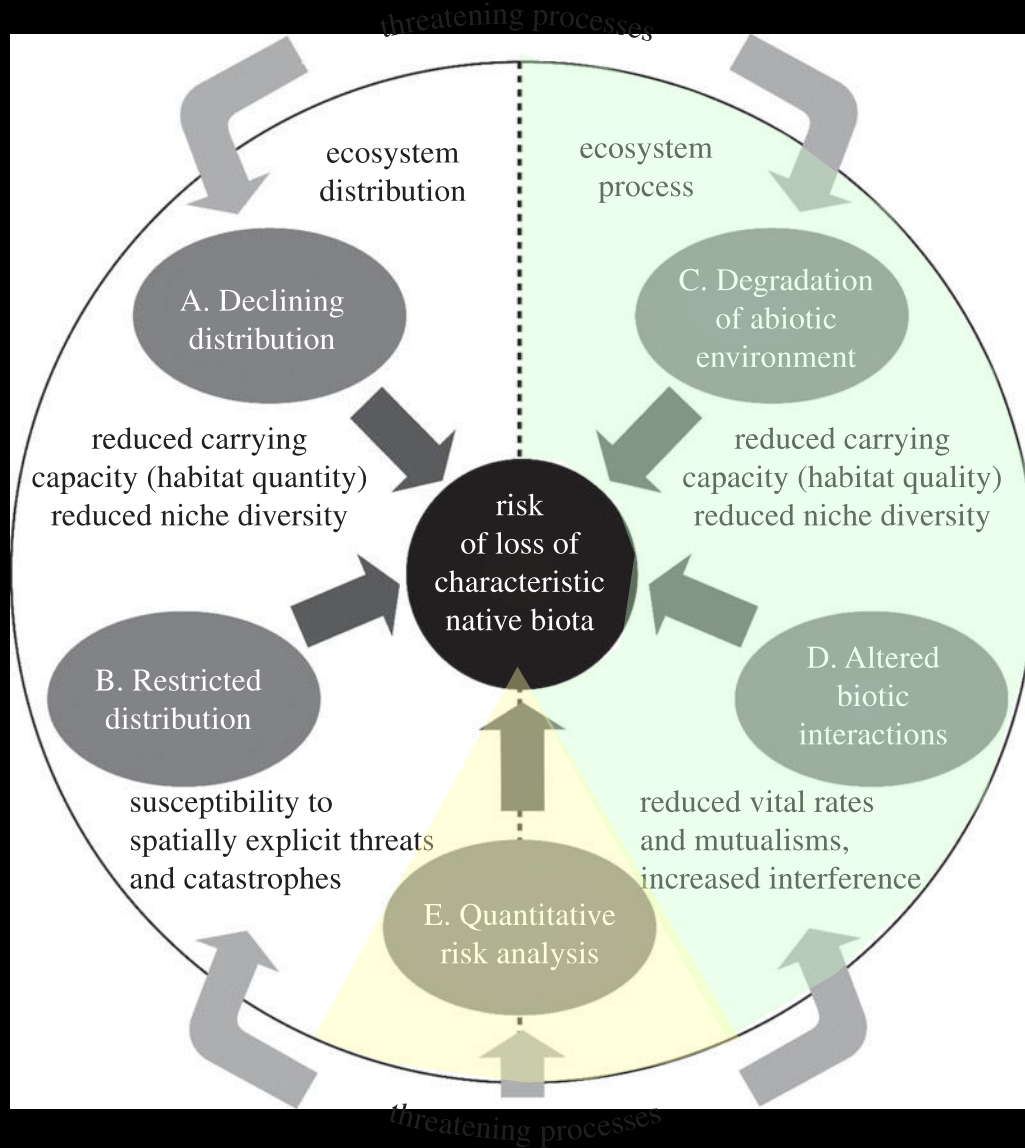 threatening processes
ecosystem
distribution
ecosystem
process
A. Declining
distribution
C. Degradation
of abiotic
environment
reduced carrying
capacity (habitat quantity)
reduced niche diversity
reduced carrying
capacity (habitat quality)
reduced niche diversity
risk
of loss of
characteristic
native biota
B. Restricted
distribution
D. Altered
biotic
interactions
susceptibility to
spatially explicit threats
and catastrophes
reduced vital rates
and mutualisms,
increased interference
E. Quantitative
risk analysis
threatening processes